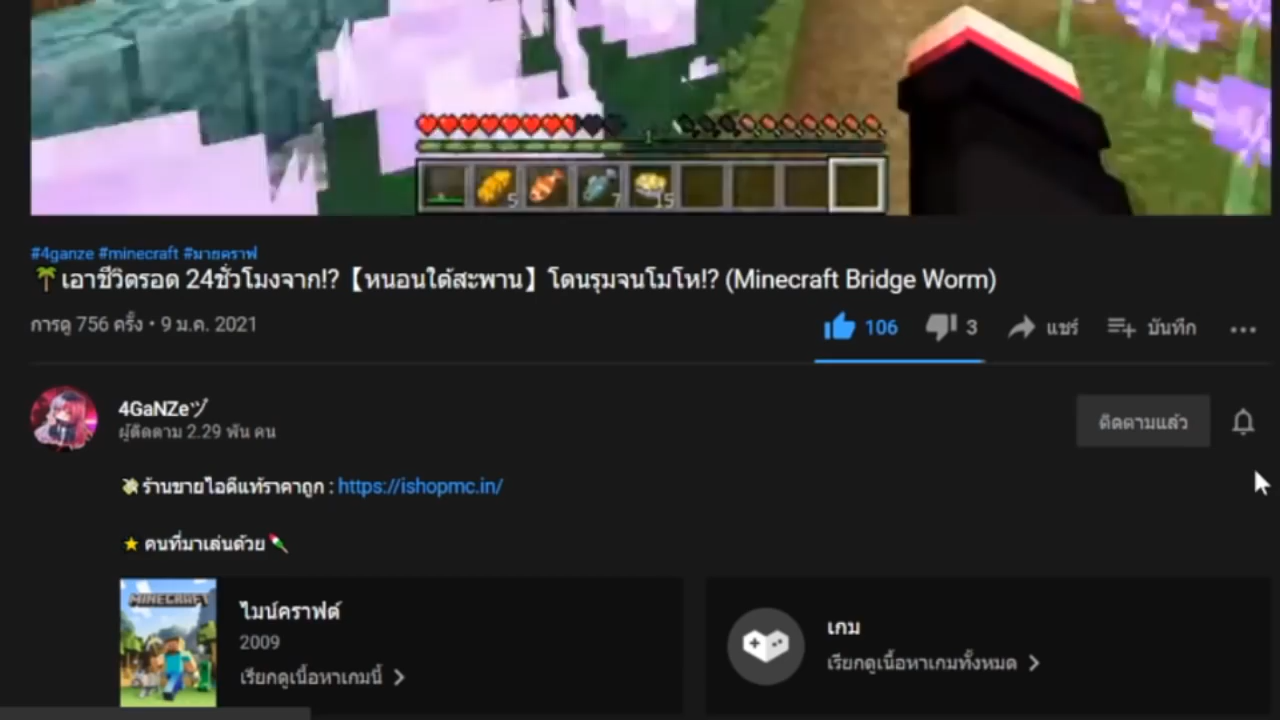 1
5
7
15
#4ganze #minecraft #มายคราฟ
🌴เอาชีวิตรอด 24ชั่วโมงจาก!?【หนอนใต้สะพาน】โดนรุมจนโมโห!? (Minecraft Bridge Worm)
การดู 756 ครั้ง • 9 ม.ค. 2021
106
3
แชร์
บันทึก
4GaNZeヅ
ผู้ติดตาม 2.29 พัน คน
ติดตามแล้ว
💸ร้านขายไอดีแท้ราคาถูก : https://ishopmc.in/
⭐ คนที่มาเล่นด้วย
MINECRAFT
ไมน์คราฟต์
2009
เรียกดูเนื้อหาเกมนี้
เกม
เรียกดูเนื้อหาเกมทั้งหมด